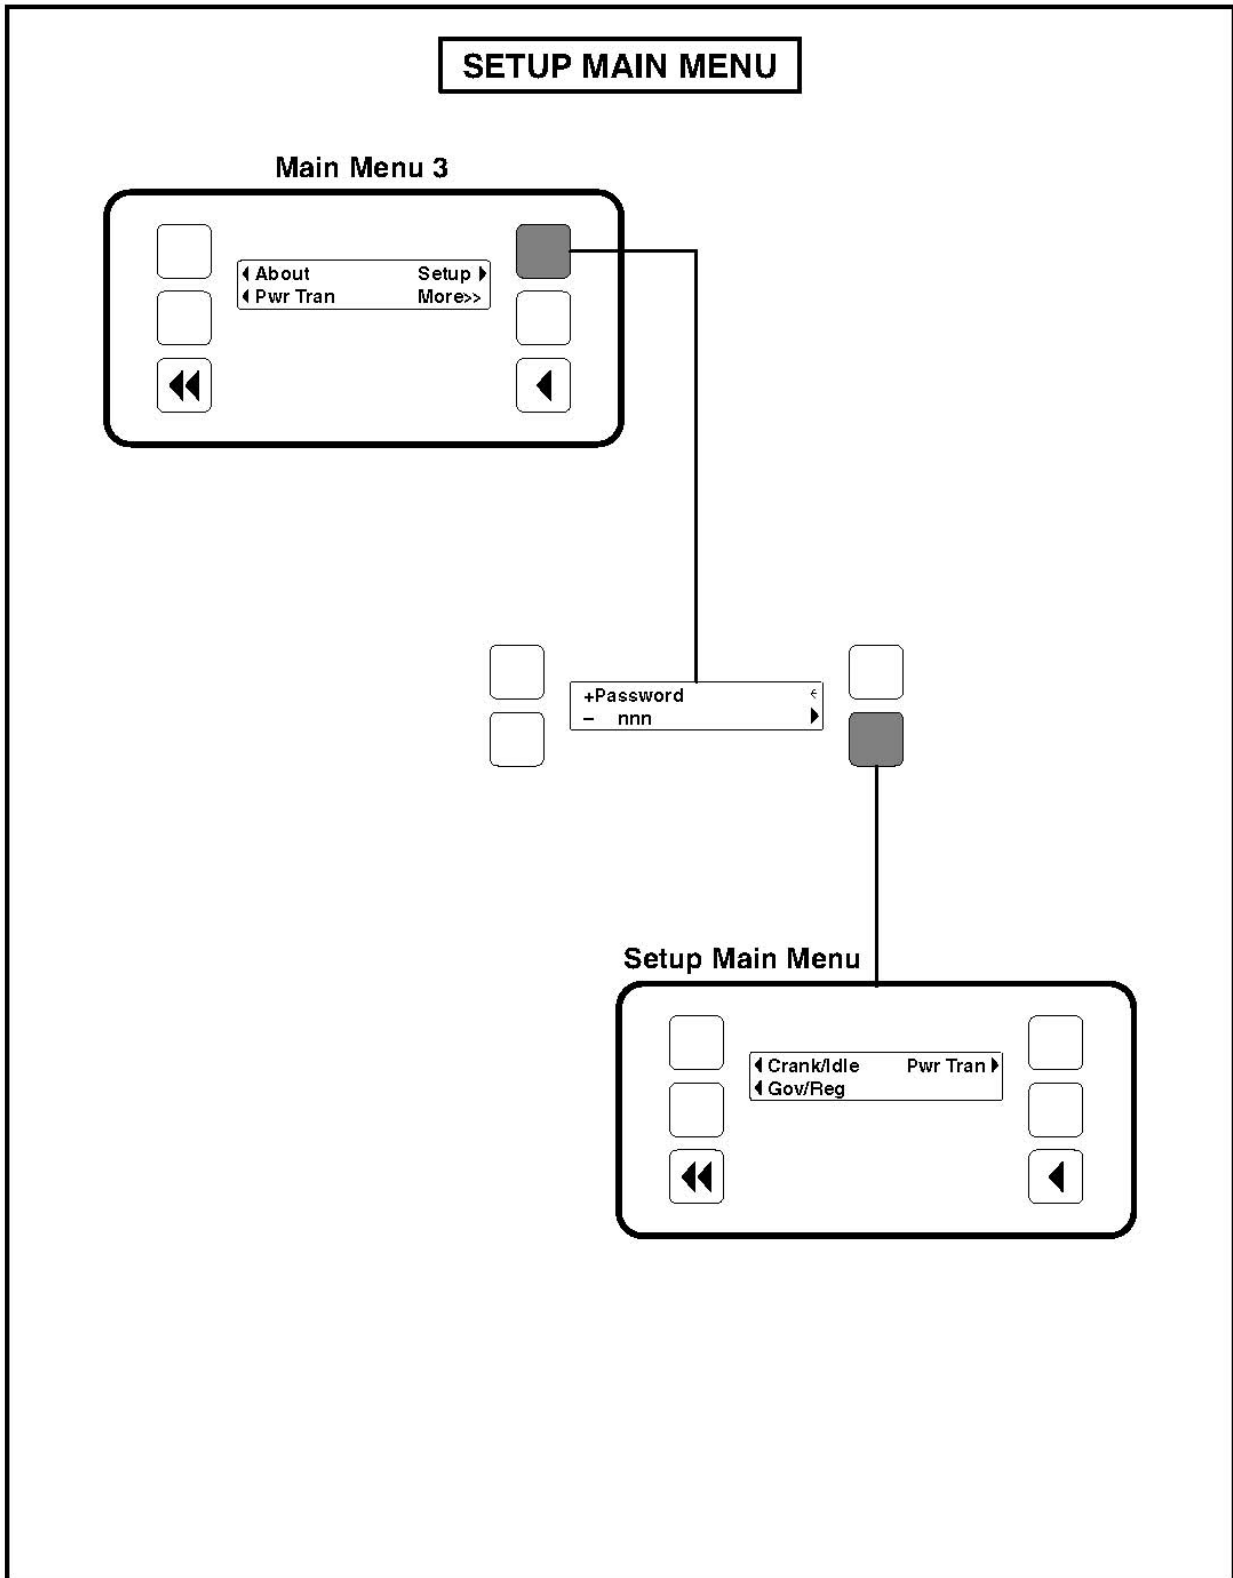 SETUP MAIN MENU
Main Menu 3
About Setup
Pwr Tran More>>
+Password
– nnn
Setup Main Menu
Crank/Idle Pwr Tran
Gov/Reg